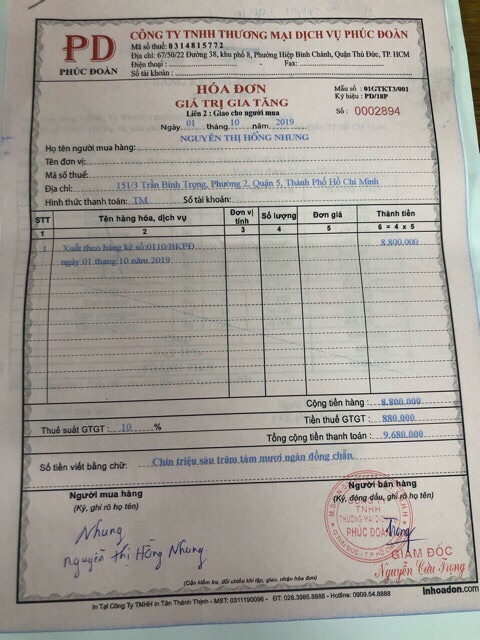 PD
PHÚC ĐOÀN
CÔNG TY TNHH THƯƠNG MẠI DỊCH VỤ PHÚC ĐOÀN
Mã số thuế: 0314815772
Địa chỉ: 67/50/22 Đường 38, khu phố 8, Phường Hiệp Bình Chánh, Quận Thủ Đức, TP. HCM
Điện thoại : Fax:
Số tài khoản :
HÓA ĐƠN
GIÁ TRỊ GIA TĂNG
Liên 2 : Giao cho người mua
Ngày 01 tháng 10 năm 2019
Mẫu số : 01GTKT3/001
Ký hiệu : PD/18P
Số : 0002894
NGUYỄN THỊ HỒNG NHUNG
Họ tên người mua hàng:
Tên đơn vị:
Mã số thuế:
Địa chỉ: 151/3 Trần Bình Trọng, Phường 2, Quận 5, Thành Phố Hồ Chí Minh
Hình thức thanh toán: TM Số tài khoản:
STT Tên hàng hóa, dịch vụ Đơn vị tính Số lượng Đơn giá Thành tiền
1 2 3 4 5 6 = 4 x 5
1 Xuất theo bảng kê số:0110/BKPĐ 8.800.000
ngày 01 tháng 10 năm 2019
Cộng tiền hàng : 8.800.000
Thuế suất GTGT: 10 % Tiền thuế GTGT : 880.000
Tổng cộng tiền thanh toán : 9.680.000
Số tiền viết bằng chữ: Chín triệu sáu trăm tám mươi ngàn đồng chẵn.
Người mua hàng
(Ký, ghi rõ họ tên)
Người bán hàng
(Ký, đóng dấu, ghi rõ họ tên)
Nhung
Nguyễn Thị Hồng Nhung
CÔNG TY
TNHH
THƯƠNG MẠI DỊCH VỤ
PHÚC ĐOÀN
Trọng
GIÁM ĐỐC
Nguyễn Cửu Trọng
(Cần kiểm tra, đối chiếu khi lập, giao, nhận hóa đơn)
inhoadon.com
In Tại Công Ty TNHH in Tân Thành Thịnh - MST: 0311190096 - ĐT: 028.3985.8888 - Hotline: 0909.54.8888